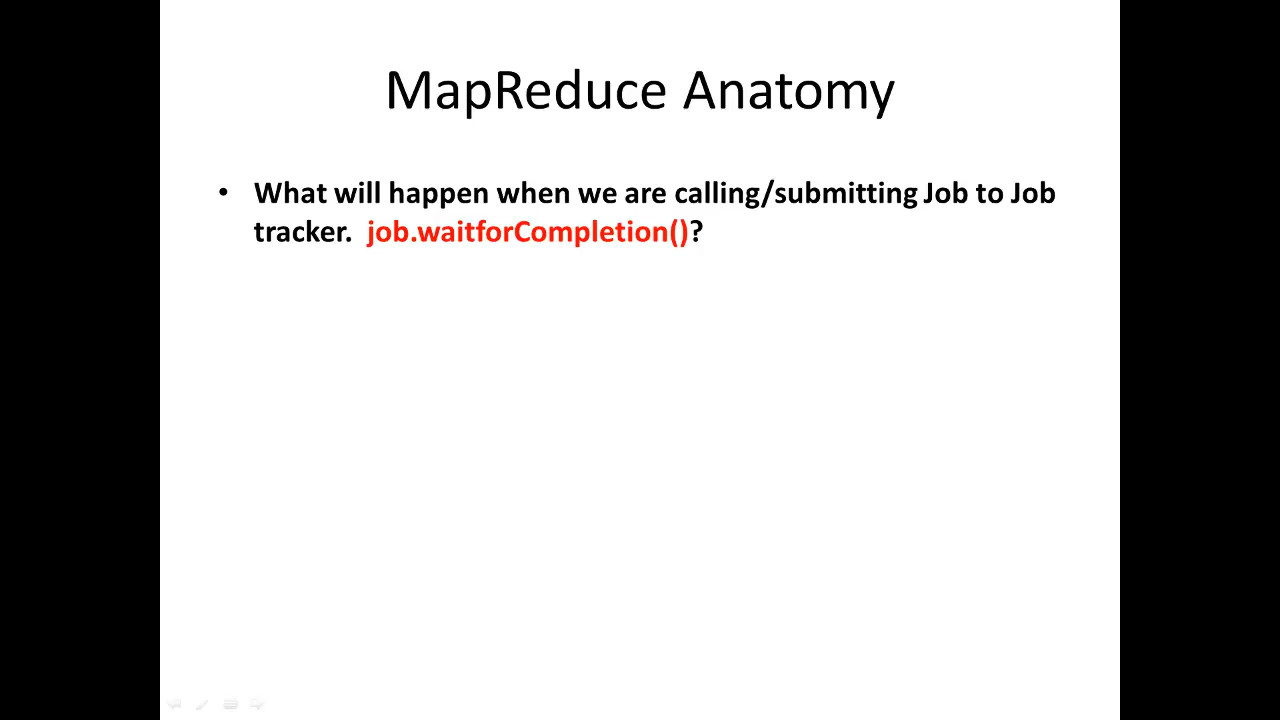 MapReduce Anatomy
• What will happen when we are calling/submitting Job to Job
tracker. job.waitforCompletion()?